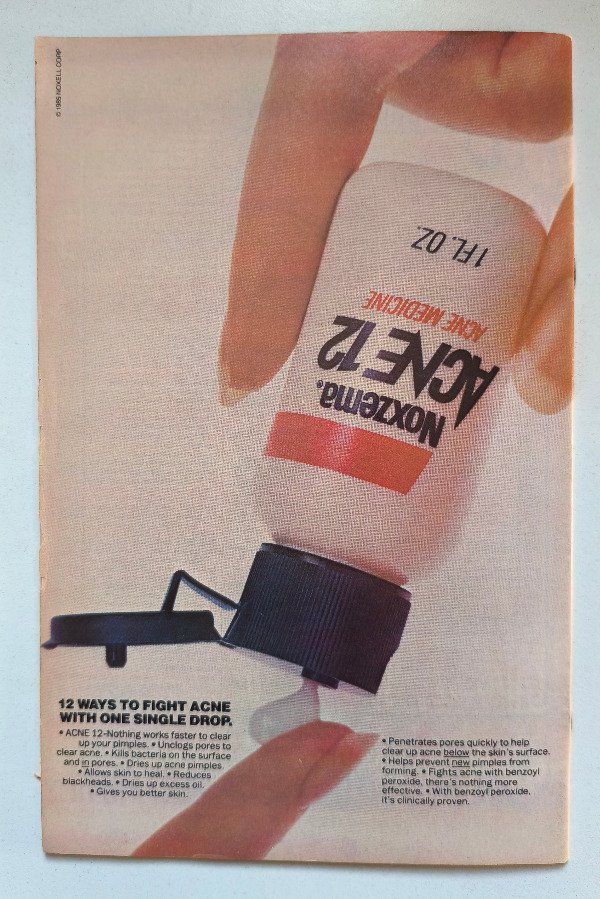 © 1985 NOXELL CORP.
1 FL. OZ.
ACNE MEDICINE
ACNE 12
Noxzema.
12 WAYS TO FIGHT ACNE
WITH ONE SINGLE DROP.
• ACNE 12-Nothing works faster to clear
up your pimples. • Unclogs pores to
clear acne. • Kills bacteria on the surface
and in pores. • Dries up acne pimples.
• Allows skin to heal. • Reduces
blackheads. • Dries up excess oil.
• Gives you better skin.
• Penetrates pores quickly to help
clear up acne below the skin's surface.
• Helps prevent new pimples from
forming. • Fights acne with benzoyl
peroxide, there's nothing more
effective. • With benzoyl peroxide,
it's clinically proven.